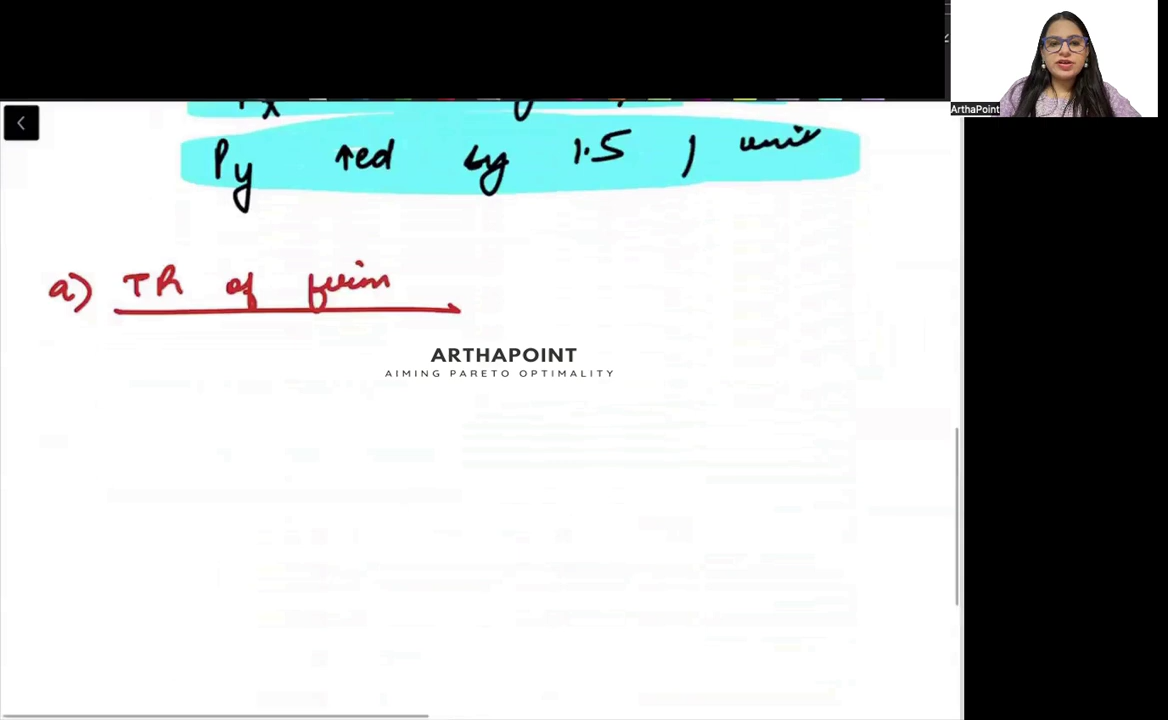 Py ↑ed by 1.5 / unit
a) TR of firm
ARTHAPOINT
AIMING PARETO OPTIMALITY
ArthaPoint